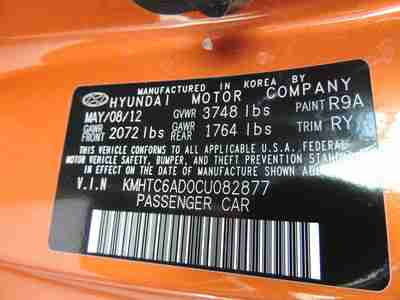 MANUFACTURED IN KOREA BY
HYUNDAI MOTOR COMPANY
MAY/08/12 GVWR 3748 lbs PAINT R9A
GAWR FRONT 2072 lbs GAWR REAR 1764 lbs TRIM RY
THIS VEHICLE CONFORMS TO ALL APPLICABLE U.S.A. FEDERAL
MOTOR VEHICLE SAFETY, BUMPER, AND THEFT PREVENTION
STANDARDS IN EFFECT ON THE DATE OF MANUFACTURE SHOWN ABOVE.
V.I.N KMHTC6AD0CU082877
PASSENGER CAR